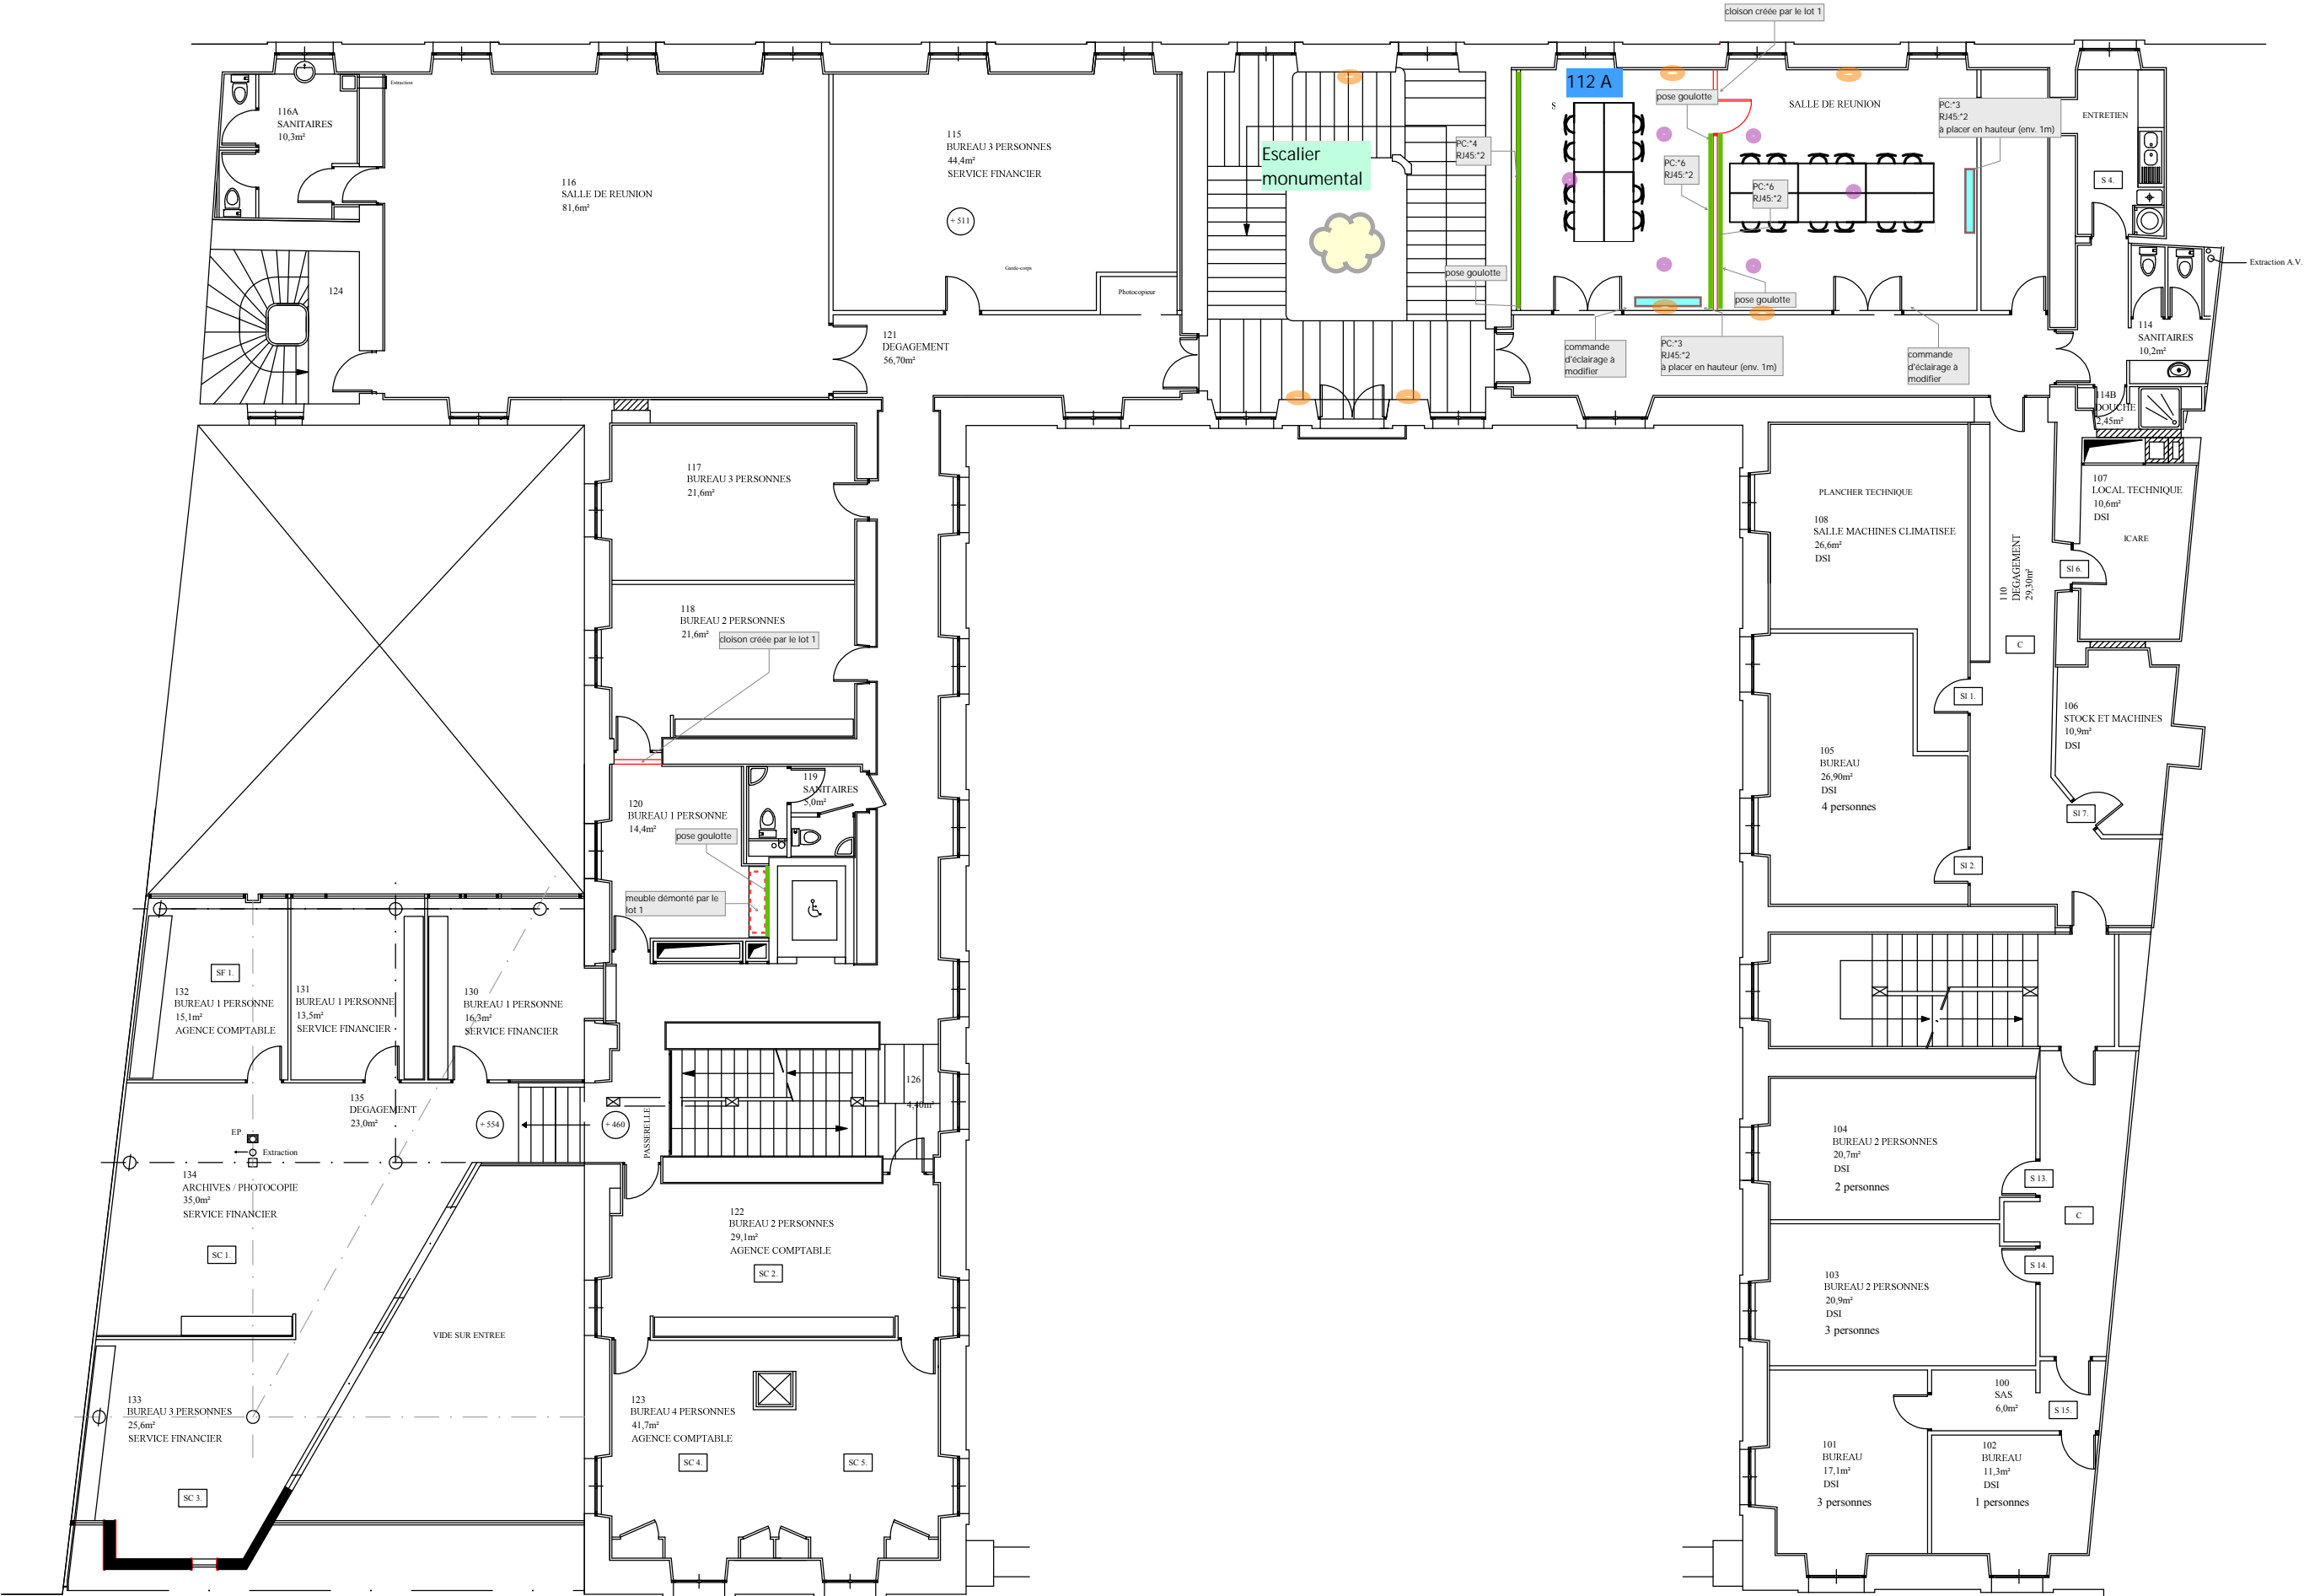 cloison créée par le lot 1
112 A
Extraction
116A
SANITAIRES
10,3m²
116
SALLE DE REUNION
81,6m²
115
BUREAU 3 PERSONNES
44,4m²
SERVICE FINANCIER
+ 511
Garde-corps
Photocopieur
124
121
DEGAGEMENT
56,70m²
Escalier
monumental
PC:*4
RJ45:*2
pose goulotte
S
pose goulotte
PC:*6
RJ45:*2
SALLE DE REUNION
PC:*6
RJ45:*2
pose goulotte
PC:*3
RJ45:*2
à placer en hauteur (env. 1m)
commande
d'éclairage à
modifier
PC:*3
RJ45:*2
à placer en hauteur (env. 1m)
commande
d'éclairage à
modifier
ENTRETIEN
S 4.
Extraction A.V.
114
SANITAIRES
10,2m²
114B
DOUCHE
2,45m²
117
BUREAU 3 PERSONNES
21,6m²
118
BUREAU 2 PERSONNES
21,6m²
cloison créée par le lot 1
119
SANITAIRES
5,0m²
120
BUREAU 1 PERSONNE
14,4m²
pose goulotte
meuble démonté par le
lot 1
PLANCHER TECHNIQUE
108
SALLE MACHINES CLIMATISEE
26,6m²
DSI
107
LOCAL TECHNIQUE
10,6m²
DSI
ICARE
110
DEGAGEMENT
29,30m²
SI 6.
C
SI 1.
106
STOCK ET MACHINES
10,9m²
DSI
105
BUREAU
26,90m²
DSI
4 personnes
SI 7.
SI 2.
SF 1.
132
BUREAU 1 PERSONNE
15,1m²
AGENCE COMPTABLE
131
BUREAU 1 PERSONNE
13,5m²
SERVICE FINANCIER
130
BUREAU 1 PERSONNE
16,3m²
SERVICE FINANCIER
135
DEGAGEMENT
23,0m²
+ 554
+ 460
PASSERELLE
126
4,40m²
EP.
Extraction
134
ARCHIVES / PHOTOCOPIE
35,0m²
SERVICE FINANCIER
SC 1.
122
BUREAU 2 PERSONNES
29,1m²
AGENCE COMPTABLE
SC 2.
VIDE SUR ENTREE
133
BUREAU 3 PERSONNES
25,6m²
SERVICE FINANCIER
SC 3.
123
BUREAU 4 PERSONNES
41,7m²
AGENCE COMPTABLE
SC 4.
SC 5.
104
BUREAU 2 PERSONNES
20,7m²
DSI
2 personnes
S 13.
C
S 14.
103
BUREAU 2 PERSONNES
20,9m²
DSI
3 personnes
100
SAS
6,0m²
S 15.
101
BUREAU
17,1m²
DSI
3 personnes
102
BUREAU
11,3m²
DSI
1 personnes